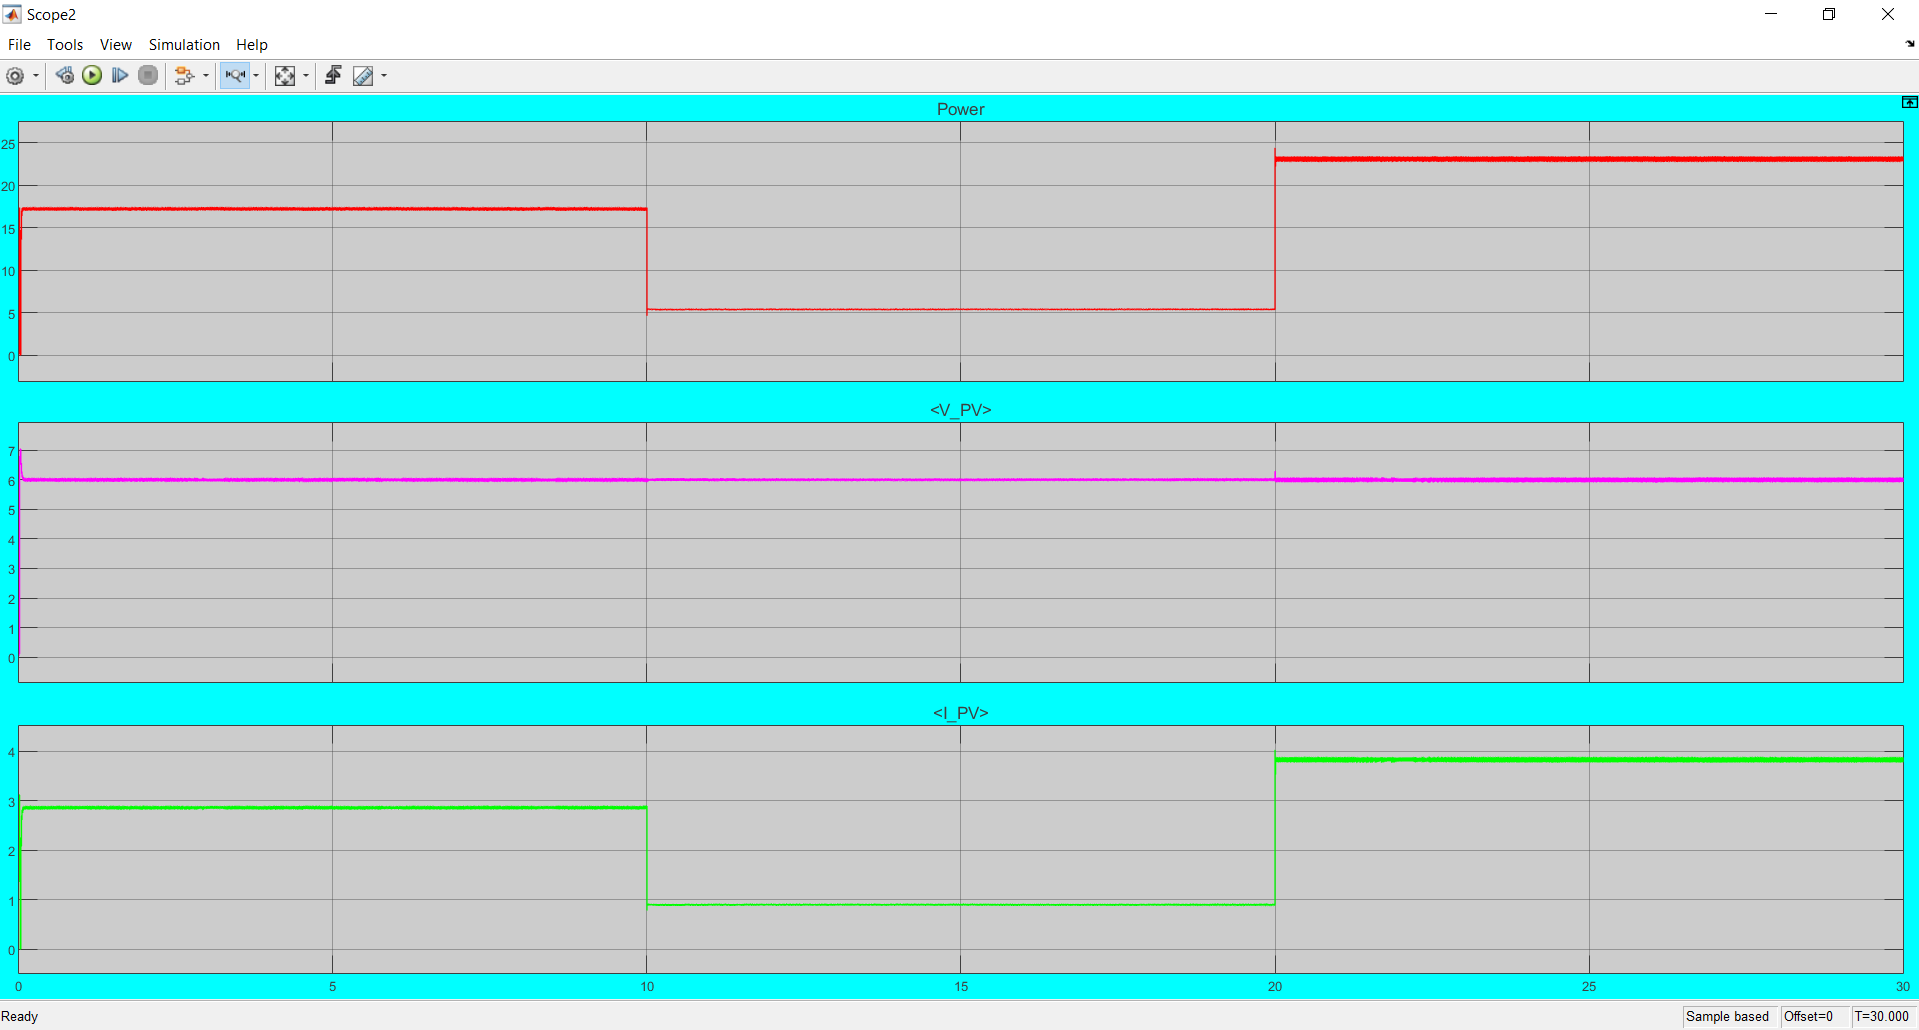 Scope2
File Tools View Simulation Help
Power
25
20
15
10
5
0
<V_PV>
7
6
5
4
3
2
1
0
<I_PV>
4
3
2
1
0
0 5 10 15 20 25 30
Ready Sample based Offset=0 T=30.000